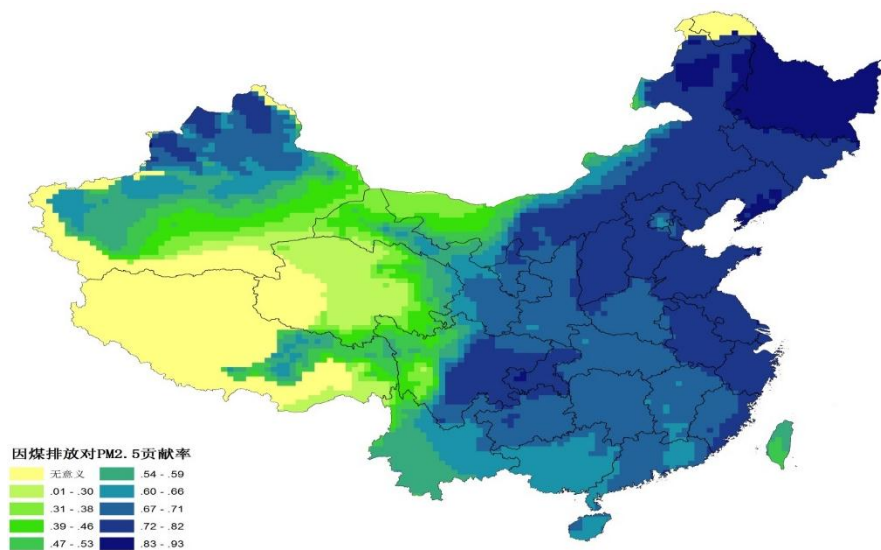 因煤排放对PM2.5贡献率
无意义
.01 - .30
.31 - .38
.39 - .46
.47 - .53
.54 - .59
.60 - .66
.67 - .71
.72 - .82
.83 - .93